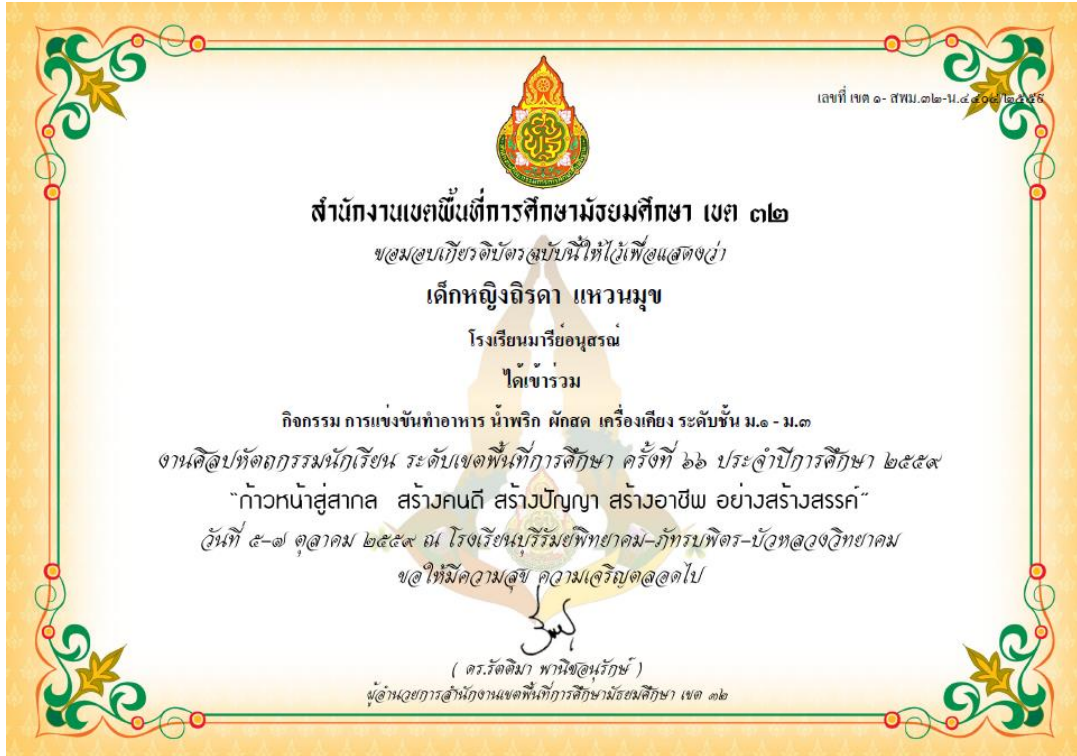 เลขที่ เขต ๑- สพม.๓๒-น.๔๔๐๔/๒๕๕๙
สำนักงานเขตพื้นที่การศึกษามัธยมศึกษา เขต ๓๒
ขอมอบเกียรติบัตรฉบับนี้ให้ไว้เพื่อแสดงว่า
เด็กหญิงถิรดา แหวนมุข
โรงเรียนมารีย์อนุสรณ์
ได้เข้าร่วม
กิจกรรม การแข่งขันทำอาหาร น้ำพริก ผักสด เครื่องเคียง ระดับชั้น ม.๑ - ม.๓
งานศิลปหัตถกรรมนักเรียน ระดับเขตพื้นที่การศึกษา ครั้งที่ ๖๖ ประจำปีการศึกษา ๒๕๕๙
"ก้าวหน้าสู่สากล สร้างคนดี สร้างปัญญา สร้างอาชีพ อย่างสร้างสรรค์"
วันที่ ๕-๗ ตุลาคม ๒๕๕๙ ณ โรงเรียนบุรีรัมย์พิทยาคม-ภัทรบพิตร-บัวหลวงวิทยาคม
ขอให้มีความสุข ความเจริญตลอดไป
( ดร.รัตติมา พานิชอนุรักษ์ )
ผู้อำนวยการสำนักงานเขตพื้นที่การศึกษามัธยมศึกษา เขต ๓๒